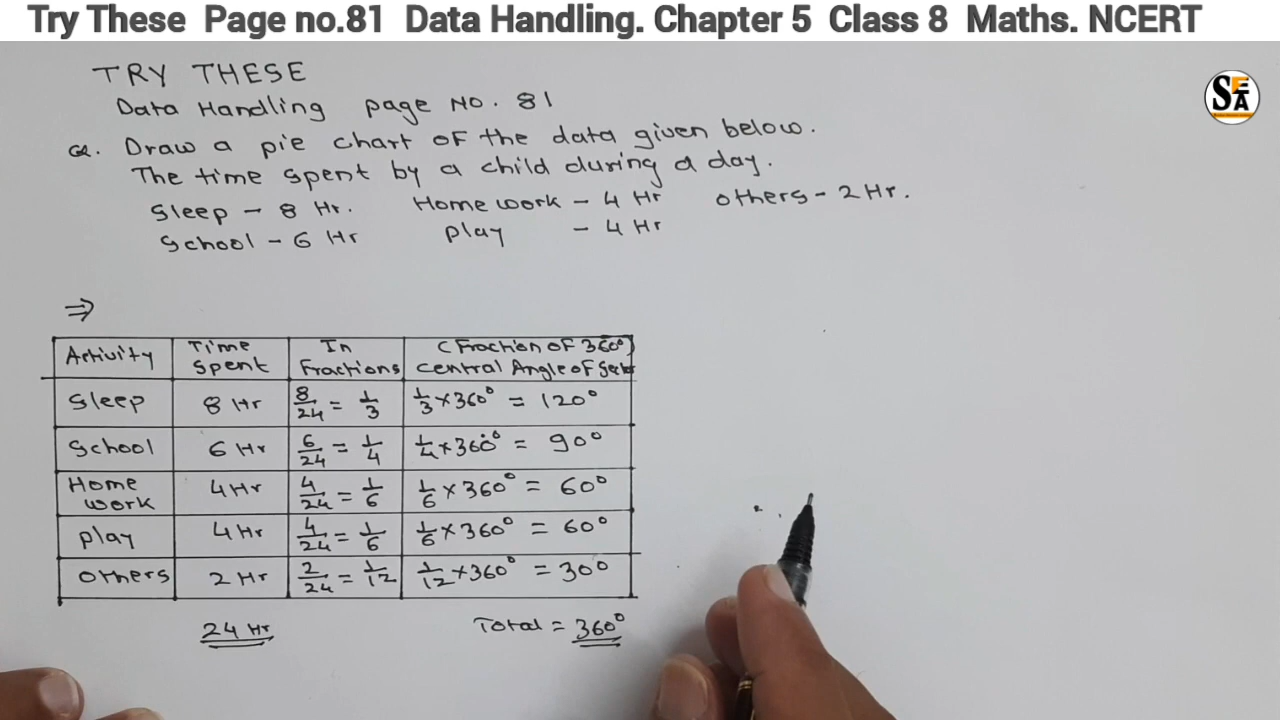 Try These Page no.81 Data Handling. Chapter 5 Class 8 Maths. NCERT
SFEA
TRY THESE
Data Handling page No. 81
Q. Draw a pie chart of the data given below.
The time spent by a child during a day.
Sleep - 8 Hr. Home work - 4 Hr others - 2 Hr.
School - 6 Hr play - 4 Hr
⇒
Activity Time Spent In Fractions (Fraction of 360°) Central Angle of Sector
Sleep 8 Hr 8/24 = 1/3 1/3 × 360° = 120°
School 6 Hr 6/24 = 1/4 1/4 × 360° = 90°
Home work 4 Hr 4/24 = 1/6 1/6 × 360° = 60°
play 4 Hr 4/24 = 1/6 1/6 × 360° = 60°
others 2 Hr 2/24 = 1/12 1/12 × 360° = 30°
24 Hr Total = 360°